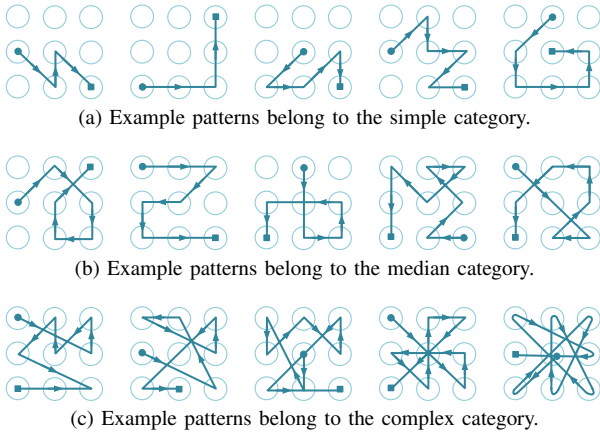 (a) Example patterns belong to the simple category.
(b) Example patterns belong to the median category.
(c) Example patterns belong to the complex category.